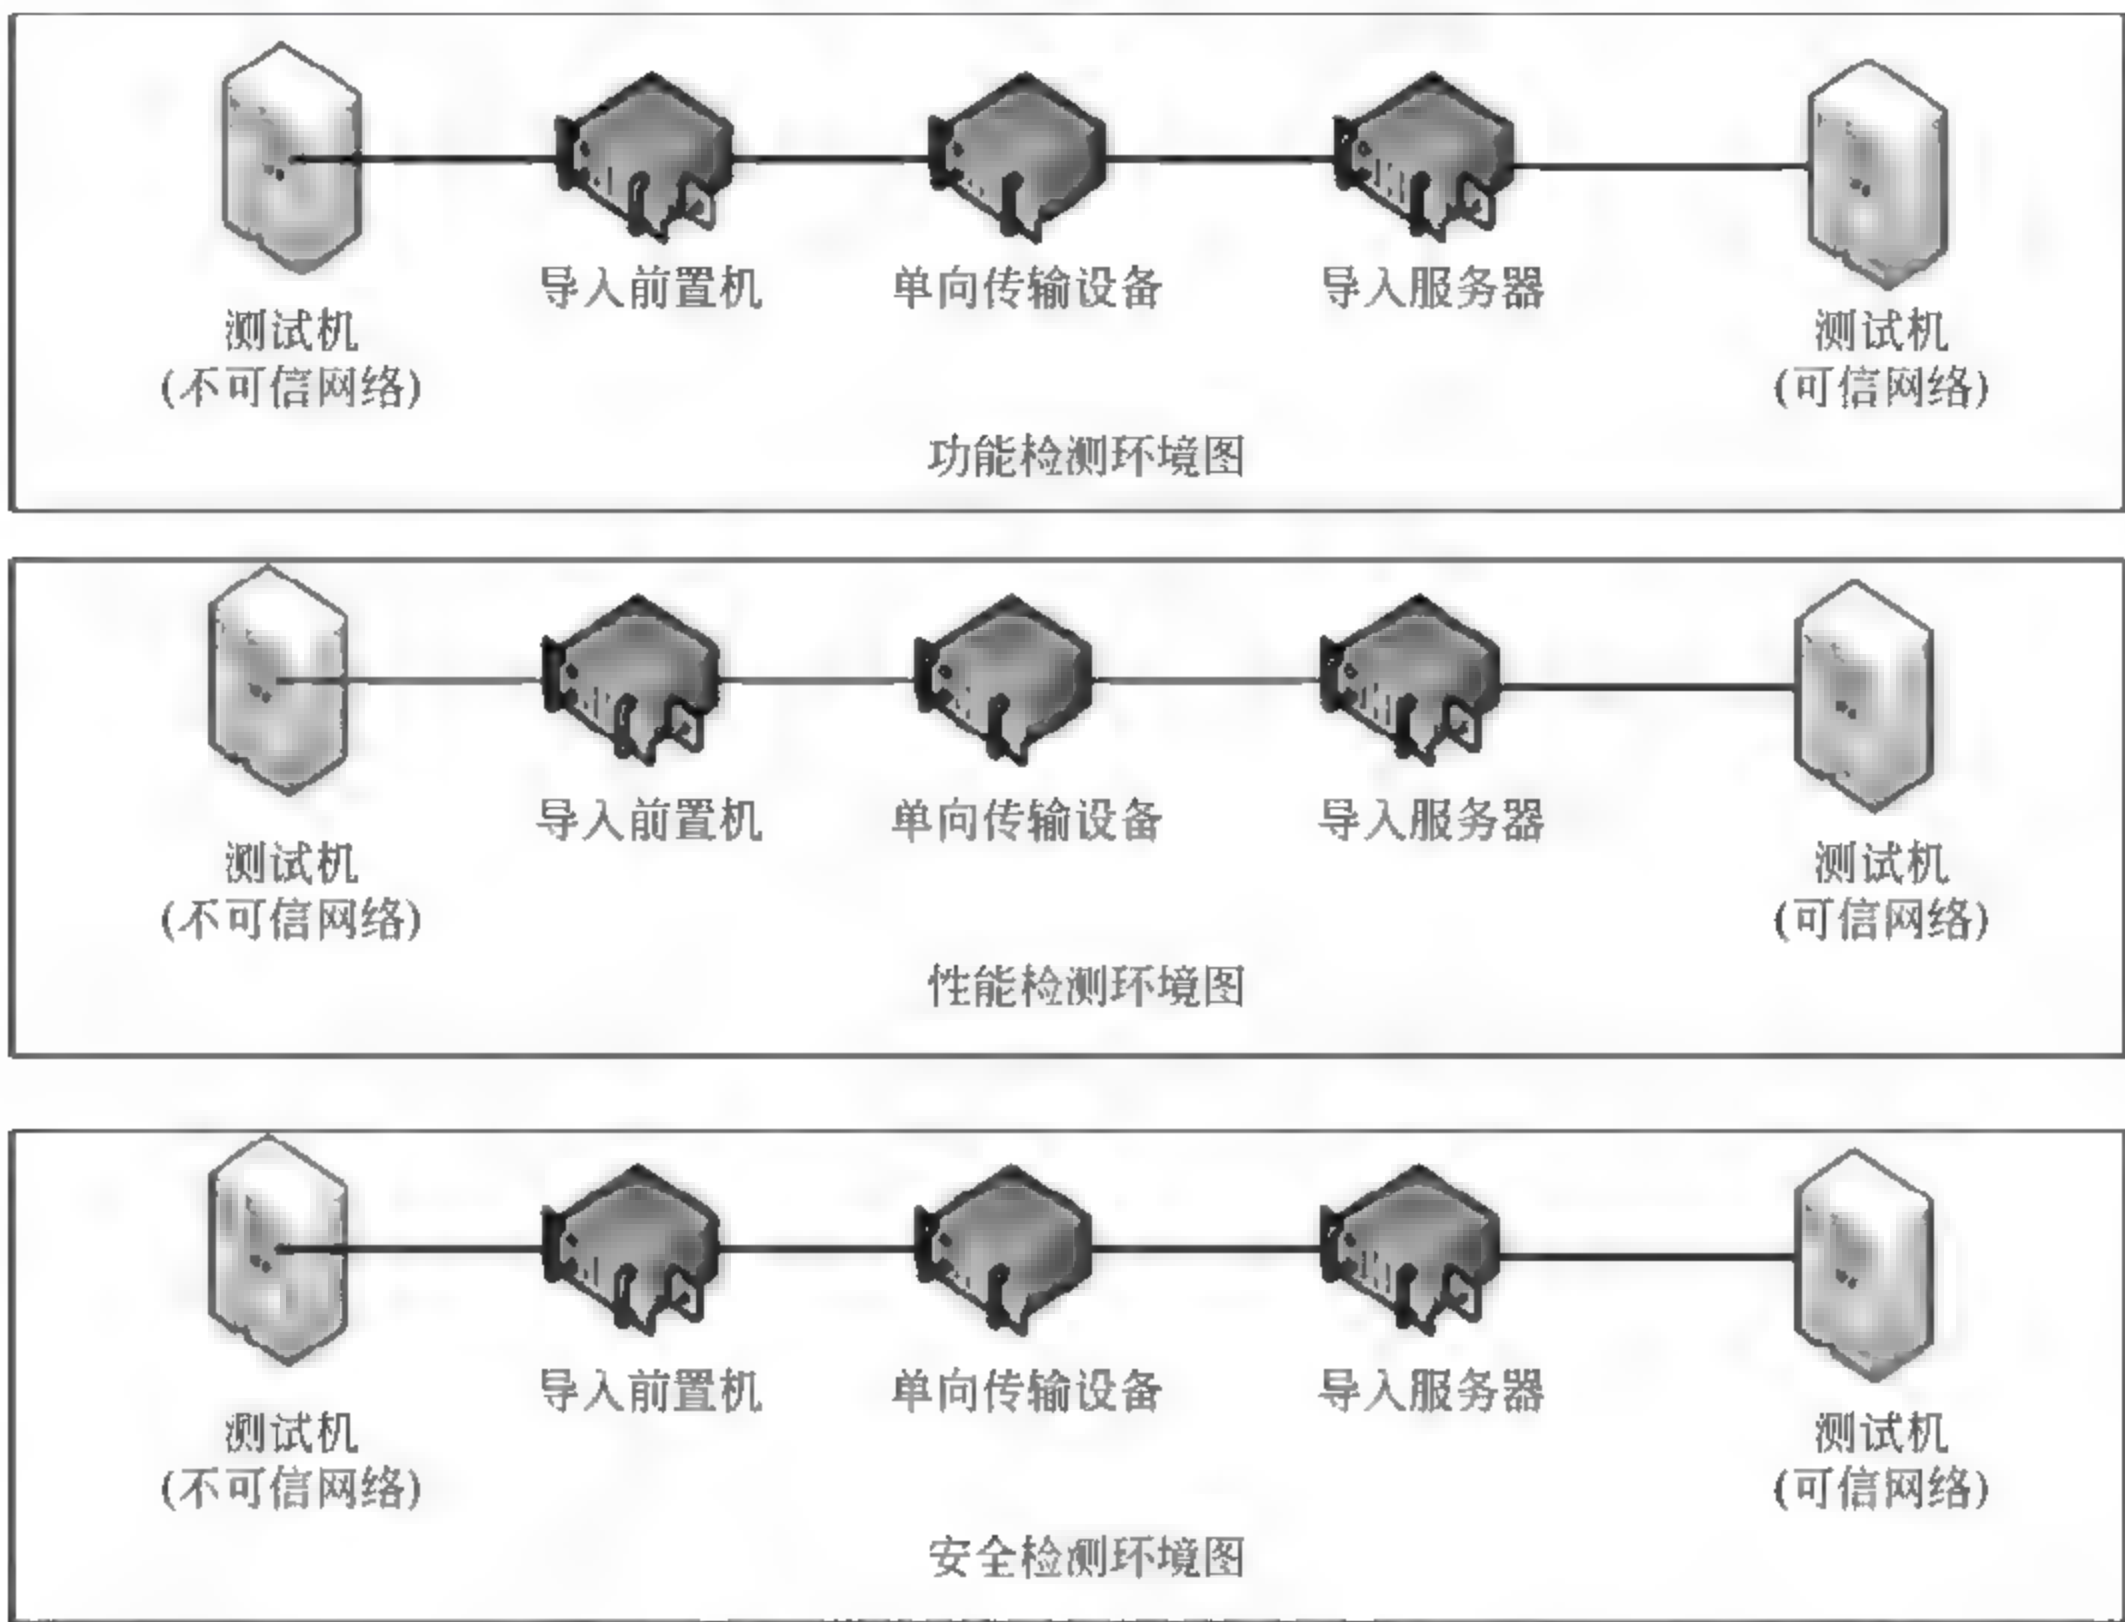 导入前置机 单向传输设备 导入服务器
测试机 测试机
(不可信网络) (可信网络)
功能检测环境图
导入前置机 单向传输设备 导入服务器
测试机 测试机
(不可信网络) (可信网络)
性能检测环境图
导入前置机 单向传输设备 导入服务器
测试机 测试机
(不可信网络) (可信网络)
安全检测环境图